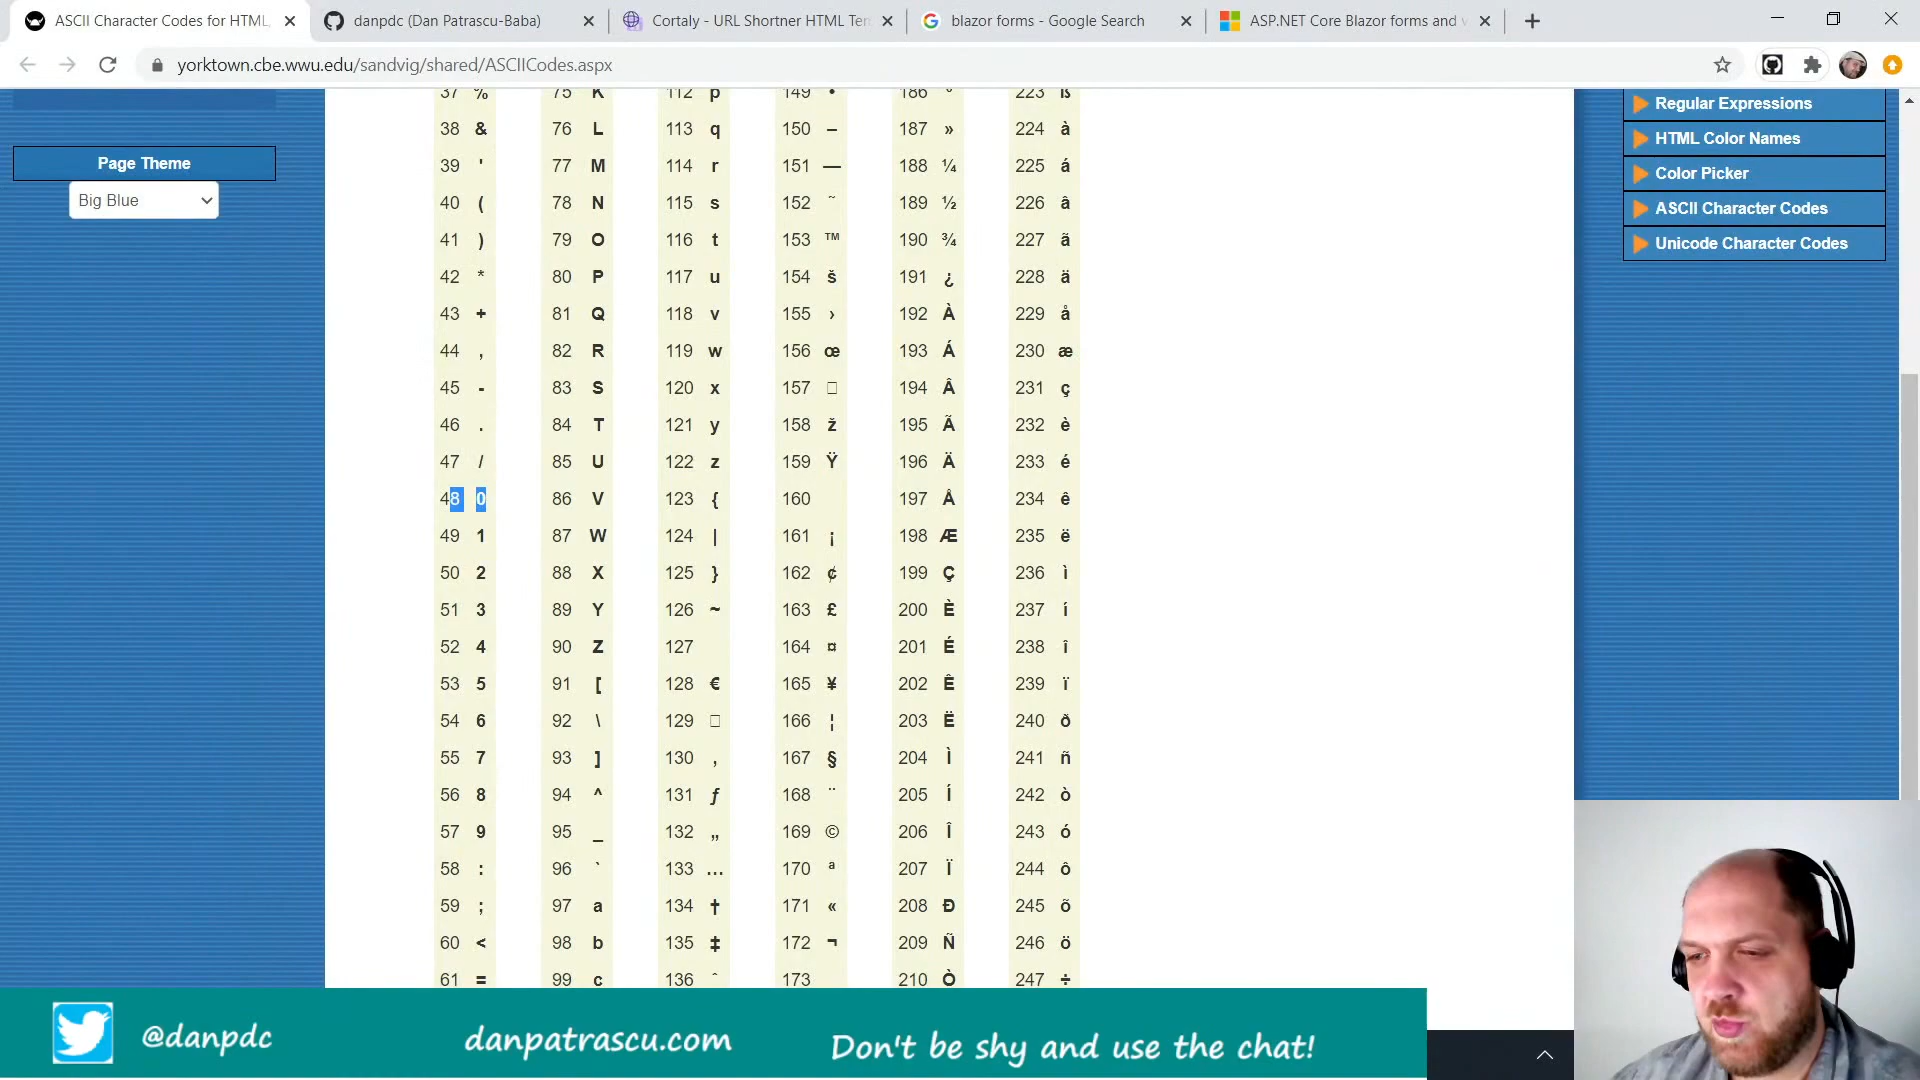 ASCII Character Codes for HTML,
danpdc (Dan Patrascu-Baba)
Cortaly - URL Shortner HTML Ten
blazor forms - Google Search
ASP.NET Core Blazor forms and v
yorktown.cbe.wwu.edu/sandvig/shared/ASCIICodes.aspx
Page Theme
Big Blue
37 % 75 K 112 p 149 • 186 º 223 ß
38 & 76 L 113 q 150 – 187 » 224 à
39 ' 77 M 114 r 151 — 188 ¼ 225 á
40 ( 78 N 115 s 152 ˜ 189 ½ 226 â
41 ) 79 O 116 t 153 ™ 190 ¾ 227 ã
42 * 80 P 117 u 154 š 191 ¿ 228 ä
43 + 81 Q 118 v 155 › 192 À 229 å
44 , 82 R 119 w 156 œ 193 Á 230 æ
45 - 83 S 120 x 157 □ 194 Â 231 ç
46 . 84 T 121 y 158 ž 195 Ã 232 è
47 / 85 U 122 z 159 Ÿ 196 Ä 233 é
48 0 86 V 123 { 160 197 Å 234 ê
49 1 87 W 124 | 161 ¡ 198 Æ 235 ë
50 2 88 X 125 } 162 ¢ 199 Ç 236 ì
51 3 89 Y 126 ~ 163 £ 200 È 237 í
52 4 90 Z 127 164 ¤ 201 É 238 î
53 5 91 [ 128 € 165 ¥ 202 Ê 239 ï
54 6 92 \ 129 □ 166 ¦ 203 Ë 240 ð
55 7 93 ] 130 ‚ 167 § 204 Ì 241 ñ
56 8 94 ^ 131 ƒ 168 ¨ 205 Í 242 ò
57 9 95 _ 132 „ 169 © 206 Î 243 ó
58 : 96 ` 133 … 170 ª 207 Ï 244 ô
59 ; 97 a 134 † 171 « 208 Ð 245 õ
60 < 98 b 135 ‡ 172 ¬ 209 Ñ 246 ö
61 = 99 c 136 ˆ 173 210 Ò 247 ÷
Regular Expressions
HTML Color Names
Color Picker
ASCII Character Codes
Unicode Character Codes
@danpdc
danpatrascu.com
Don't be shy and use the chat!